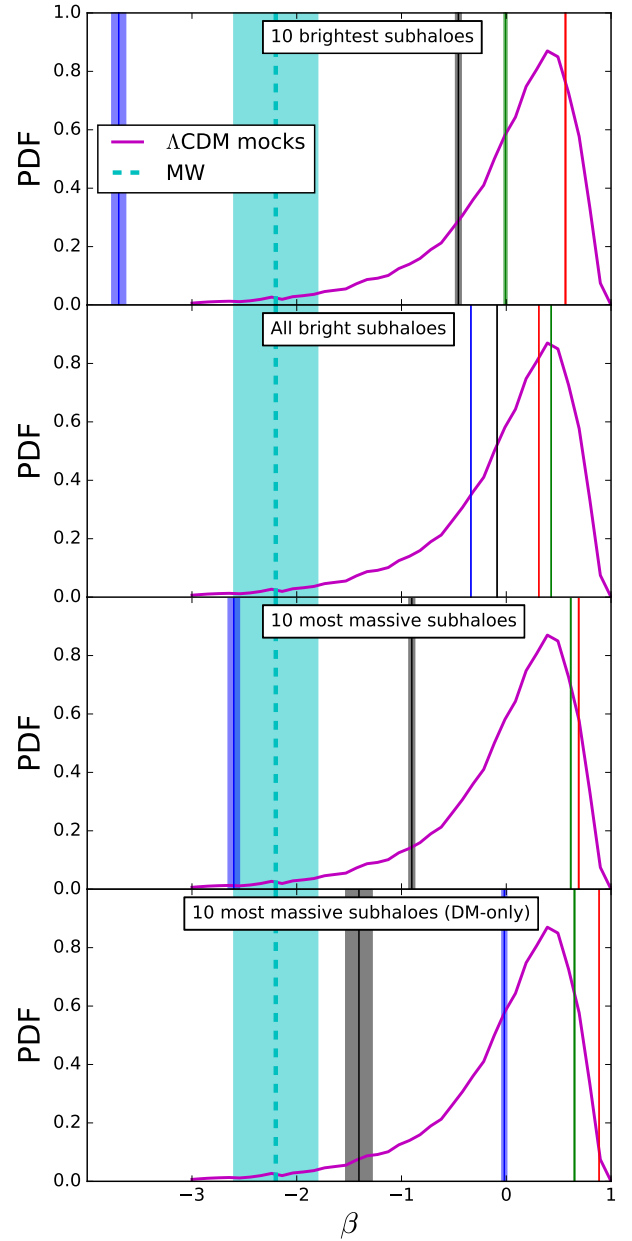 1.0
10 brightest subhaloes
0.8
ΛCDM mocks
MW
PDF
0.6
0.4
0.2
0.0
All bright subhaloes
0.8
PDF
0.6
0.4
0.2
0.0
10 most massive subhaloes
0.8
PDF
0.6
0.4
0.2
0.0
10 most massive subhaloes (DM-only)
0.8
PDF
0.6
0.4
0.2
0.0
−3 −2 −1 0 1
β